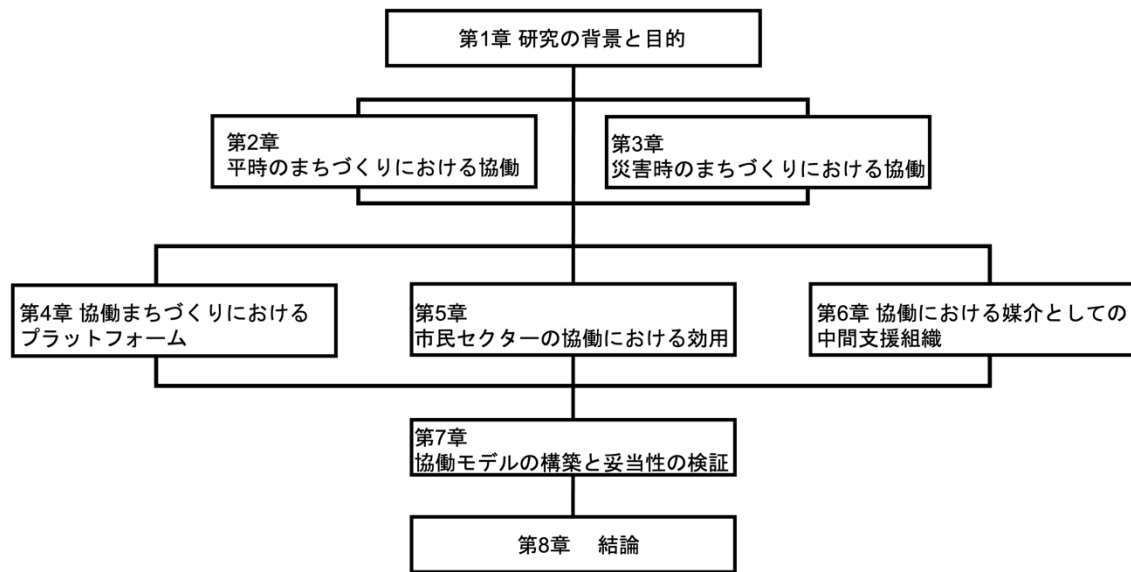 第1章 研究の背景と目的
第2章
平時のまちづくりにおける協働
第3章
災害時のまちづくりにおける協働
第4章 協働まちづくりにおける
プラットフォーム
第5章
市民セクターの協働における効用
第6章 協働における媒介としての
中間支援組織
第7章
協働モデルの構築と妥当性の検証
第8章　結論